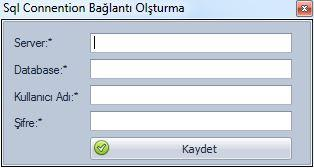 Sql Connention Bağlantı Olşturma
Server:*
Database:*
Kullanıcı Adı:*
Şifre:*
Kaydet